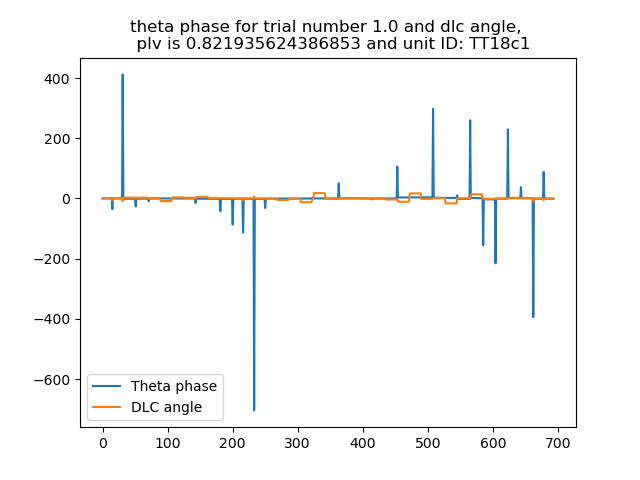 theta phase for trial number 1.0 and dlc angle,
plv is 0.821935624386853 and unit ID: TT18c1
400
200
0
−200
−400
−600
Theta phase
DLC angle
0 100 200 300 400 500 600 700